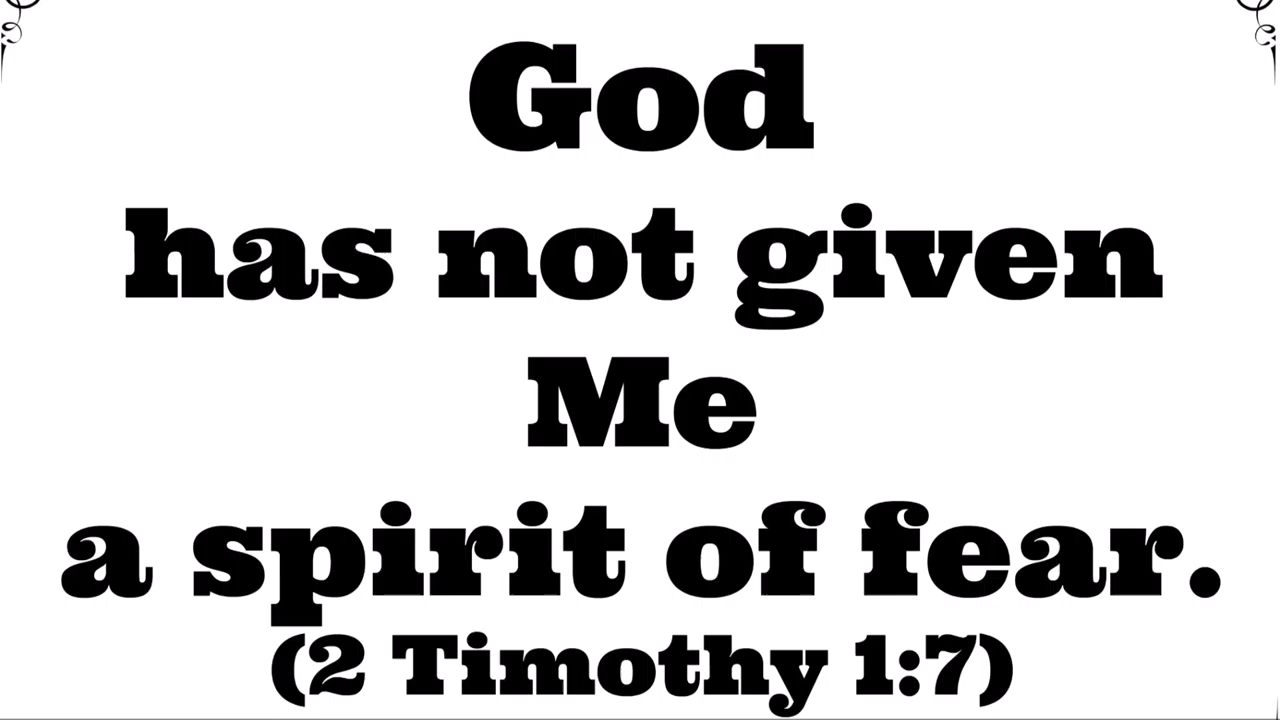 God
has not given
Me
a spirit of fear.
(2 Timothy 1:7)